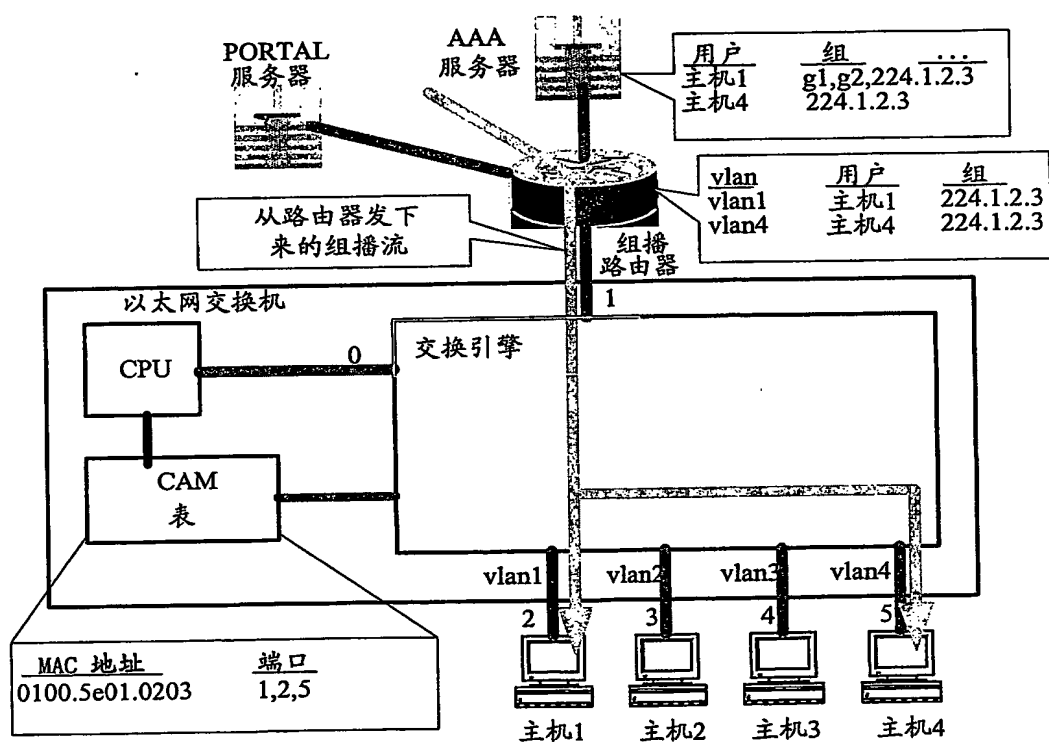 PORTAL
服务器
AAA
服务器
用户 组 ...
主机1 g1,g2,224.1.2.3
主机4 224.1.2.3
vlan 用户 组
vlan1 主机1 224.1.2.3
vlan4 主机4 224.1.2.3
从路由器发下
来的组播流
组播
路由器
以太网交换机
1
CPU
0
交换引擎
CAM
表
vlan1
vlan2
vlan3
vlan4
2
3
4
5
MAC 地址 端口
0100.5e01.0203 1,2,5
主机1
主机2
主机3
主机4